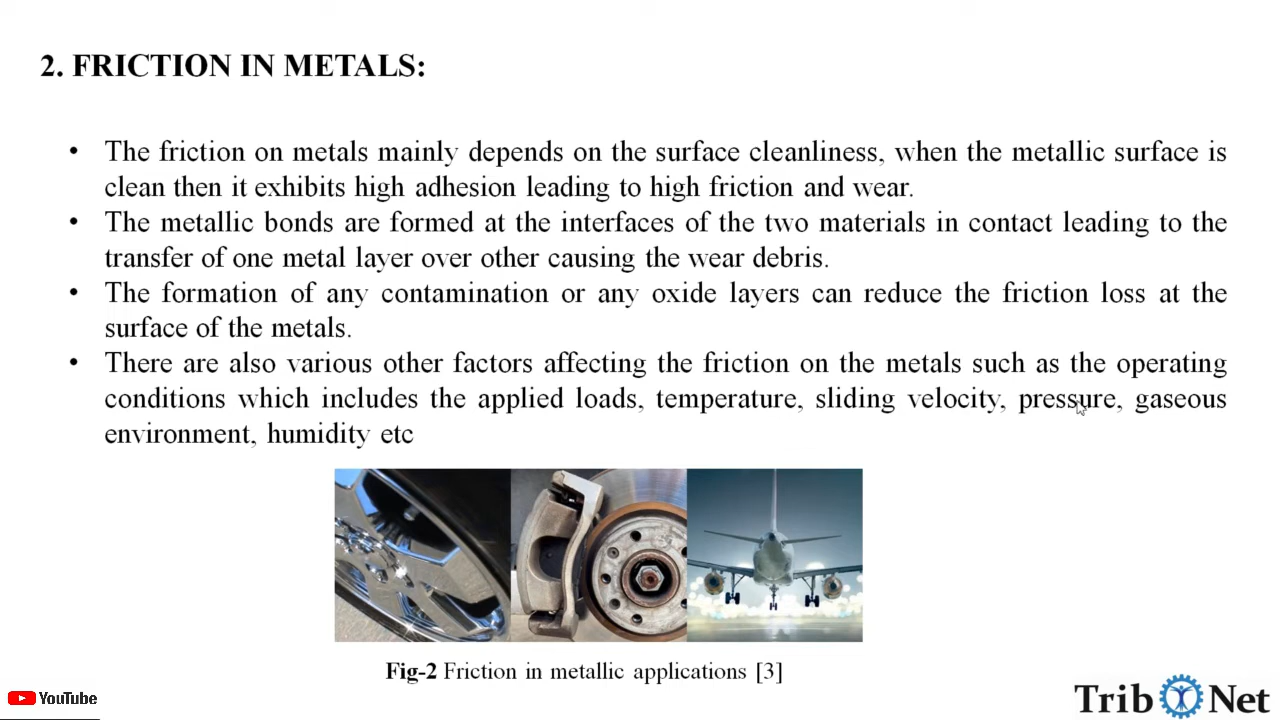 2. FRICTION IN METALS:
• The friction on metals mainly depends on the surface cleanliness, when the metallic surface is
clean then it exhibits high adhesion leading to high friction and wear.
• The metallic bonds are formed at the interfaces of the two materials in contact leading to the
transfer of one metal layer over other causing the wear debris.
• The formation of any contamination or any oxide layers can reduce the friction loss at the
surface of the metals.
• There are also various other factors affecting the friction on the metals such as the operating
conditions which includes the applied loads, temperature, sliding velocity, pressure, gaseous
environment, humidity etc
Fig-2 Friction in metallic applications [3]
YouTube
Trib Net